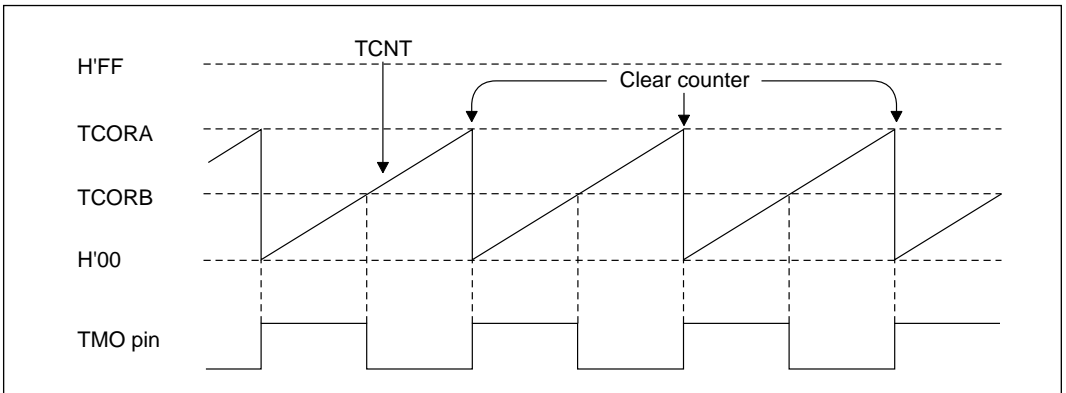 TCNT
H'FF
Clear counter
TCORA
TCORB
H'00
TMO pin